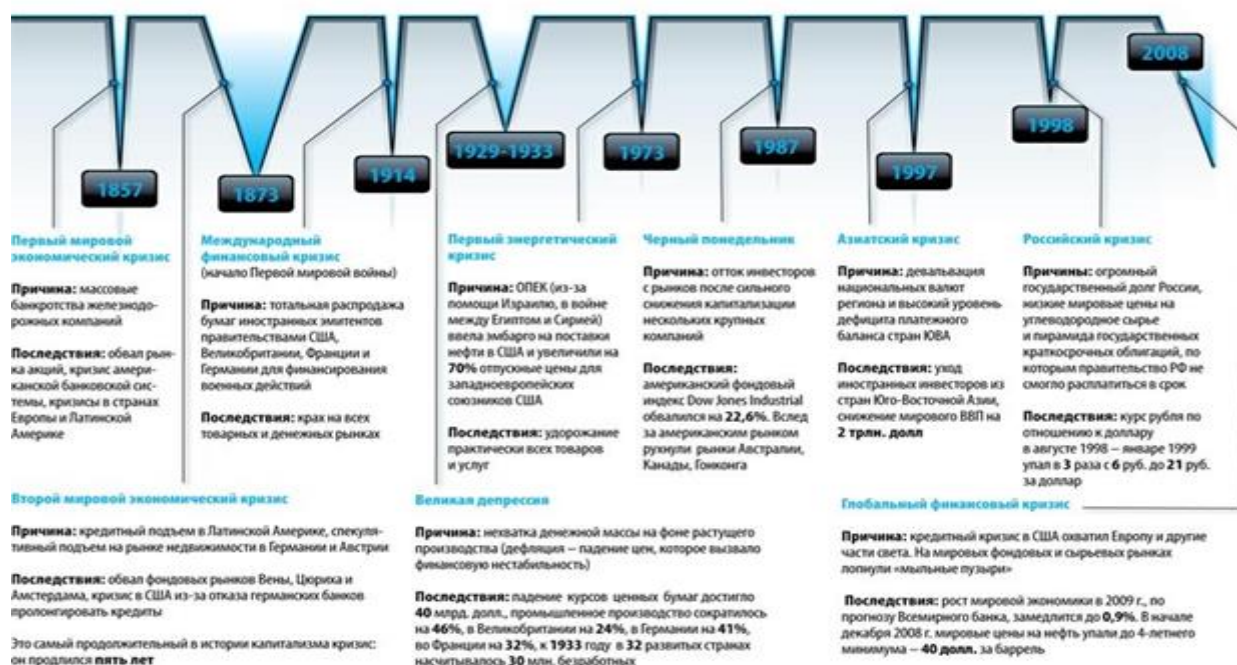 1857
1873
1914
1929-1933
1973
1987
1997
1998
2008
Первый мировой
экономический кризис
Причина: массовые
банкротства железнодо-
рожных компаний
Последствия: обвал рын-
ка акций, кризис амери-
канской банковской сис-
темы, кризисы в странах
Европы и Латинской
Америке
Международный
финансовый кризис
(начало Первой мировой войны)
Причина: тотальная распродажа
бумаг иностранных эмитентов
правительствами США,
Великобритании, Франции и
Германии для финансирования
военных действий
Последствия: крах на всех
товарных и денежных рынках
Первый энергетический
кризис
Причина: ОПЕК (из-за
помощи Израилю, в войне
между Египтом и Сирией)
ввела эмбарго на поставки
нефти в США и увеличили на
70% отпускные цены для
западноевропейских
союзников США
Последствия: удорожание
практически всех товаров
и услуг
Черный понедельник
Причина: отток инвесторов
с рынков после сильного
снижения капитализации
нескольких крупных
компаний
Последствия:
американский фондовый
индекс Dow Jones Industrial
обвалился на 22,6%. Вслед
за американским рынком
рухнули рынки Австралии,
Канады, Гонконга
Азиатский кризис
Причина: девальвация
национальных валют
региона и высокий уровень
дефицита платежного
баланса стран ЮВА
Последствия: уход
иностранных инвесторов из
стран Юго-Восточной Азии,
снижение мирового ВВП на
2 трлн. долл
Российский кризис
Причины: огромный
государственный долг России,
низкие мировые цены на
углеводородное сырье
и пирамида государственных
краткосрочных облигаций, по
которым правительство РФ не
смогло расплатиться в срок
Последствия: курс рубля по
отношению к доллару
в августе 1998 – январе 1999
упал в 3 раза с 6 руб. до 21 руб.
за доллар
Второй мировой экономический кризис
Причина: кредитный подъем в Латинской Америке, спекуля-
тивный подъем на рынке недвижимости в Германии и Австрии
Последствия: обвал фондовых рынков Вены, Цюриха и
Амстердама, кризис в США из-за отказа германских банков
пролонгировать кредиты
Это самый продолжительный в истории капитализма кризис:
он продлился пять лет
Великая депрессия
Причина: нехватка денежной массы на фоне растущего
производства (дефляция – падение цен, которое вызвало
финансовую нестабильность)
Последствия: падение курсов ценных бумаг достигло
40 млрд. долл., промышленное производство сократилось
на 46%, в Великобритании на 24%, в Германии на 41%,
во Франции на 32%, к 1933 году в 32 развитых странах
насчитывалось 30 млн. безработных
Глобальный финансовый кризис
Причина: кредитный кризис в США охватил Европу и другие
части света. На мировых фондовых и сырьевых рынках
лопнули «мыльные пузыри»
Последствия: рост мировой экономики в 2009 г., по
прогнозу Всемирного банка, замедлится до 0,9%. В начале
декабря 2008 г. мировые цены на нефть упали до 4-летнего
минимума – 40 долл. за баррель